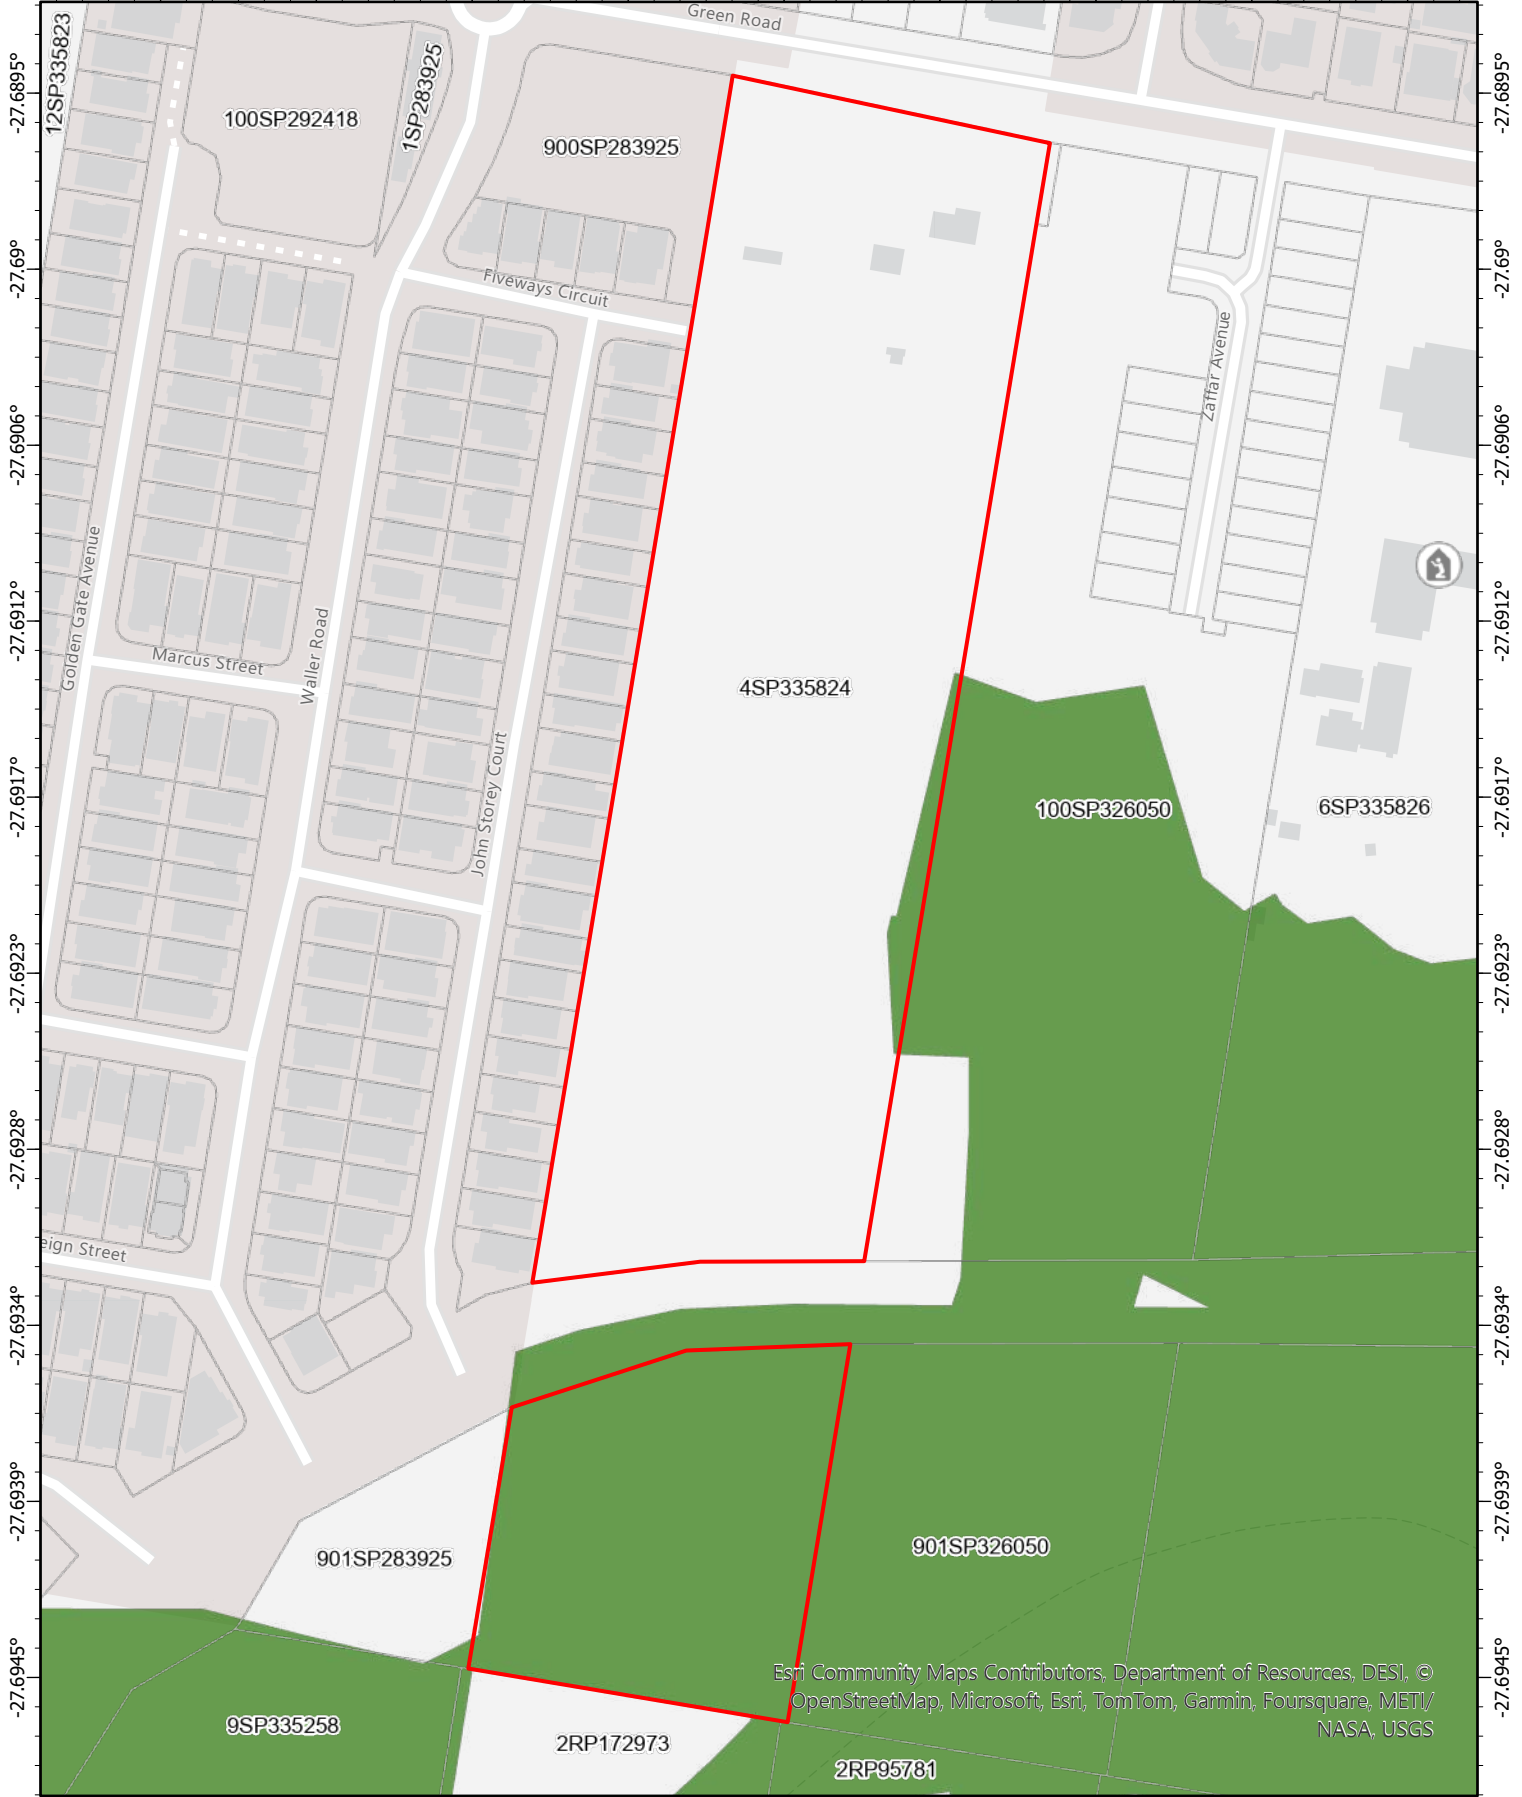 Green Road
12SP335823
1SP283925
100SP292418
900SP283925
-27.6895°
-27.6895°
-27.69°
-27.69°
Fiveways Circuit
Zaffar Avenue
-27.6906°
-27.6906°
Golden Gate Avenue
-27.6912°
-27.6912°
Marcus Street
Waller Road
4SP335824
John Storey Court
-27.6917°
-27.6917°
100SP326050
6SP335826
-27.6923°
-27.6923°
-27.6928°
-27.6928°
eign Street
-27.6934°
-27.6934°
-27.6939°
-27.6939°
901SP283925
901SP326050
-27.6945°
-27.6945°
Esri Community Maps Contributors, Department of Resources, DESI, ©
OpenStreetMap, Microsoft, Esri, TomTom, Garmin, Foursquare, METI/
NASA, USGS
9SP335258
2RP172973
2RP95781